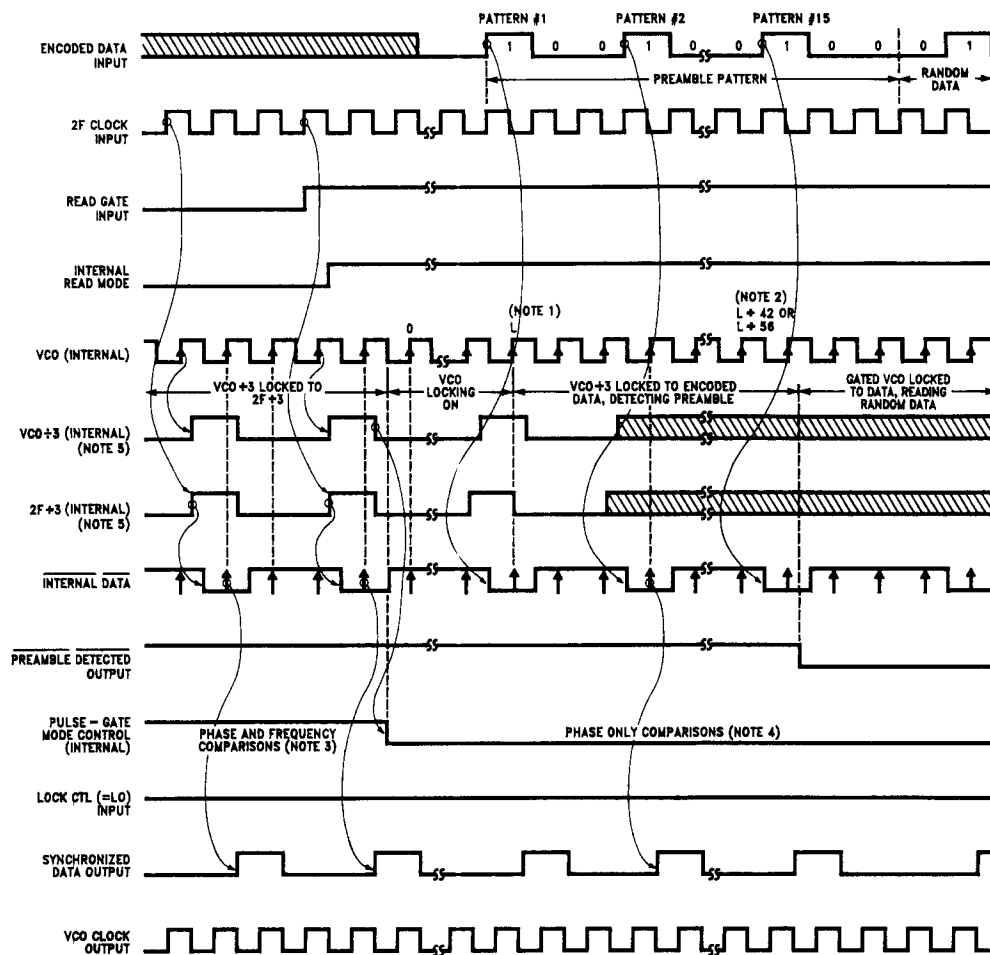 PATTERN #1 PATTERN #2 PATTERN #15
ENCODED DATA
INPUT
1 0 0 1 0 0 1 0 0 0 1
PREAMBLE PATTERN
RANDOM
DATA
2F CLOCK
INPUT
READ GATE
INPUT
INTERNAL
READ MODE
(NOTE 1)
(NOTE 2)
L + 42 OR
L + 56
0 L
VCO (INTERNAL)
VCO÷3 LOCKED TO
2F÷3
VCO
LOCKING
ON
VCO÷3 LOCKED TO ENCODED
DATA, DETECTING PREAMBLE
GATED VCO LOCKED
TO DATA, READING
RANDOM DATA
VCO÷3 (INTERNAL)
(NOTE 5)
2F÷3 (INTERNAL)
(NOTE 5)
INTERNAL DATA
PREAMBLE DETECTED
OUTPUT
PULSE – GATE
MODE CONTROL
(INTERNAL)
PHASE AND FREQUENCY
COMPARISONS (NOTE 3)
PHASE ONLY COMPARISONS (NOTE 4)
LOCK CTL (=LO)
INPUT
SYNCHRONIZED
DATA OUTPUT
VCO CLOCK
OUTPUT